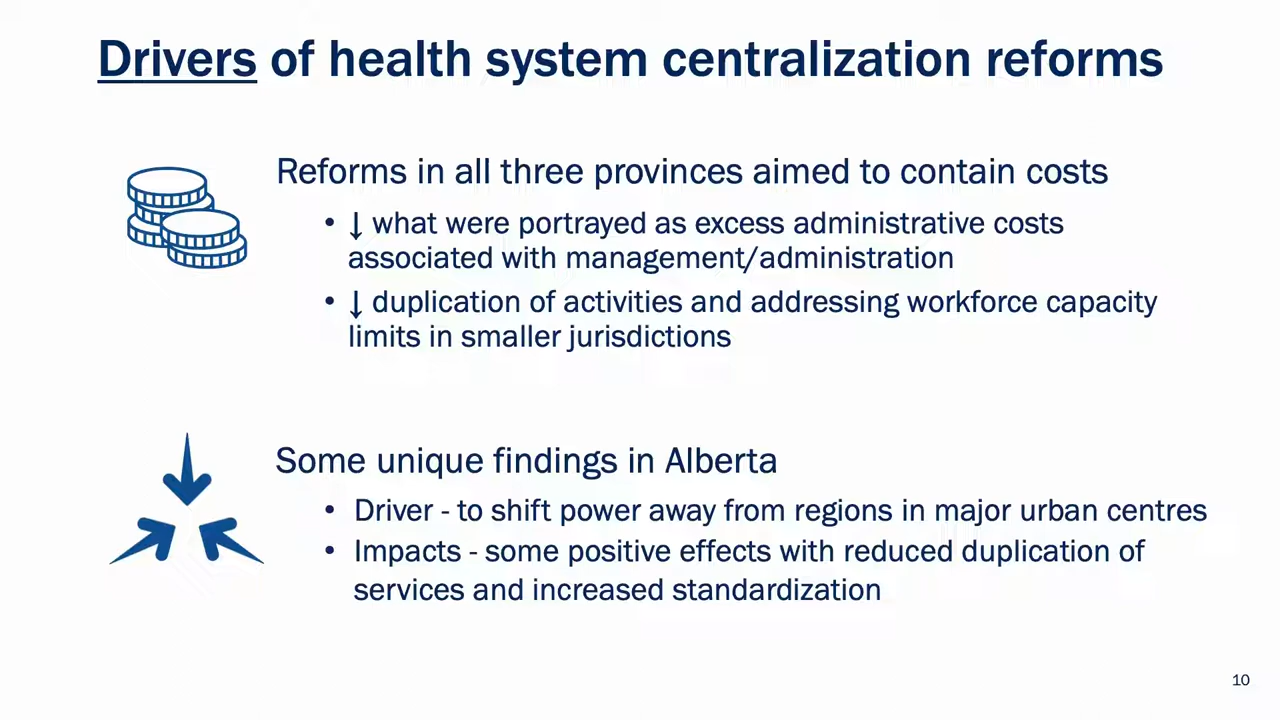 Drivers of health system centralization reforms
Reforms in all three provinces aimed to contain costs
• ↓ what were portrayed as excess administrative costs
associated with management/administration
• ↓ duplication of activities and addressing workforce capacity
limits in smaller jurisdictions
Some unique findings in Alberta
• Driver - to shift power away from regions in major urban centres
• Impacts - some positive effects with reduced duplication of
services and increased standardization
10